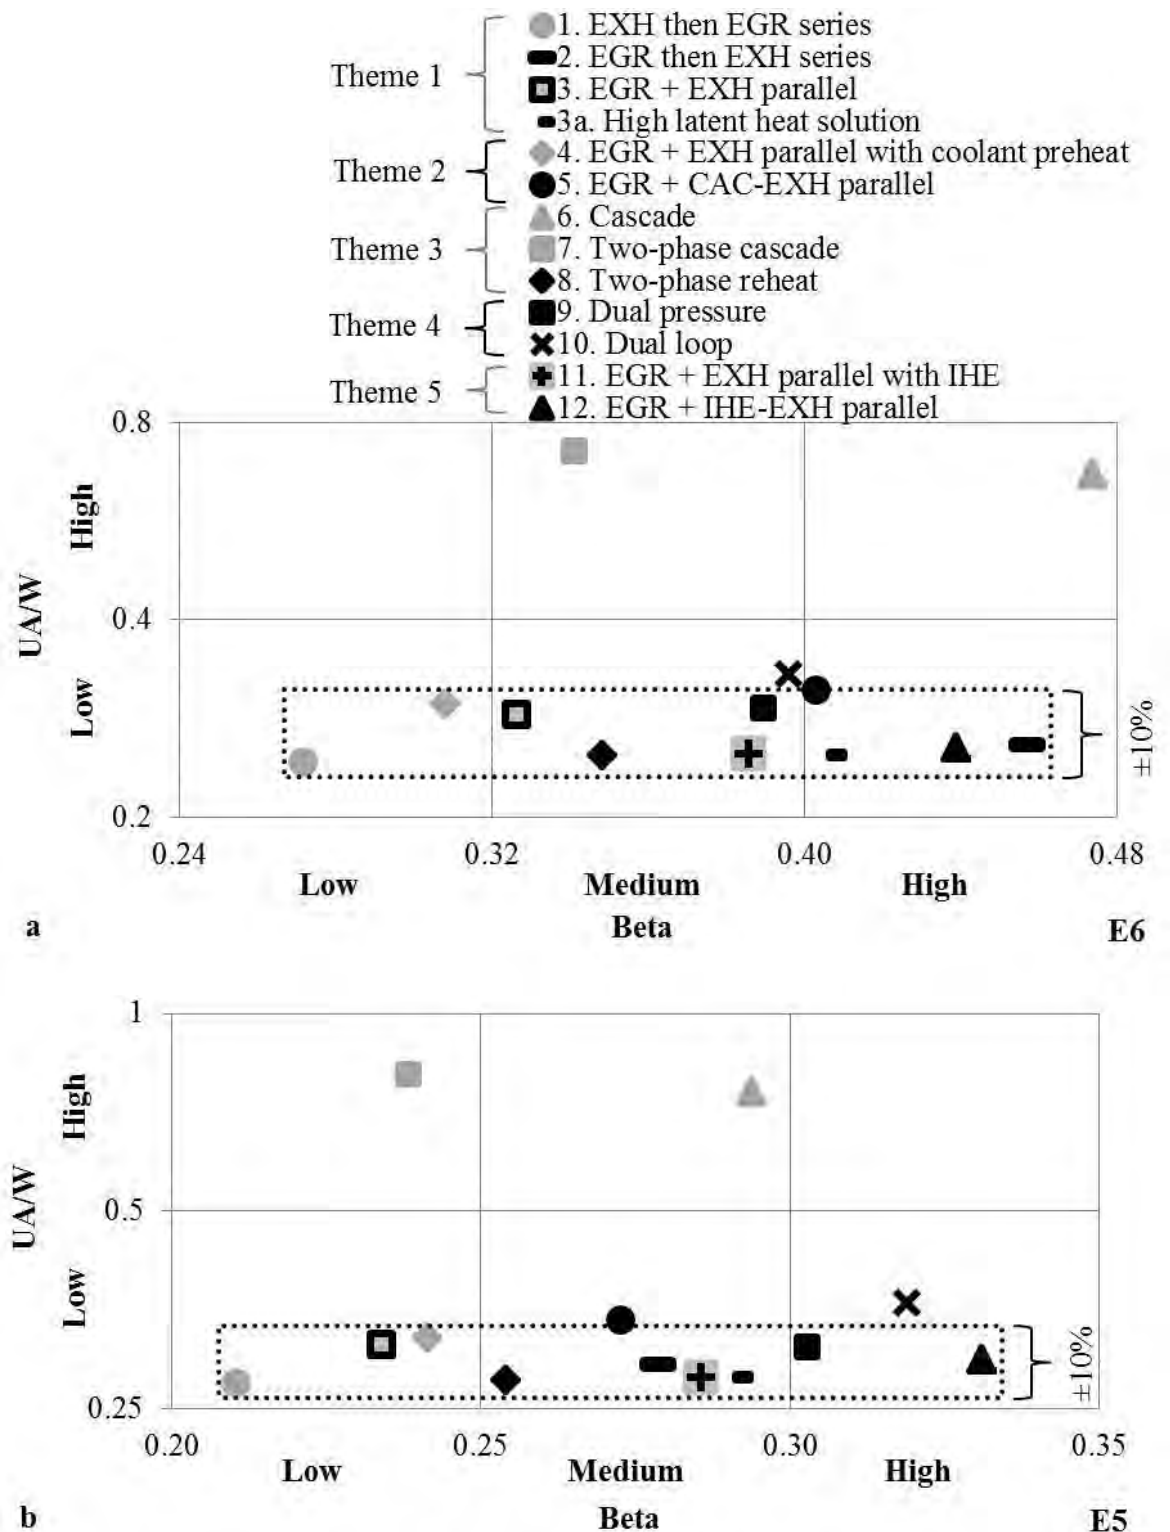 1. EXH then EGR series
2. EGR then EXH series
Theme 1
3. EGR + EXH parallel
3a. High latent heat solution
4. EGR + EXH parallel with coolant preheat
Theme 2
5. EGR + CAC-EXH parallel
6. Cascade
Theme 3
7. Two-phase cascade
8. Two-phase reheat
9. Dual pressure
Theme 4
10. Dual loop
11. EGR + EXH parallel with IHE
Theme 5
12. EGR + IHE-EXH parallel
0.8
High
UA/W
0.4
Low
±10%
0.2
0.24 0.32 0.40 0.48
Low Medium High
a Beta E6
1
High
UA/W
0.5
Low
±10%
0.25
0.20 0.25 0.30 0.35
Low Medium High
b Beta E5